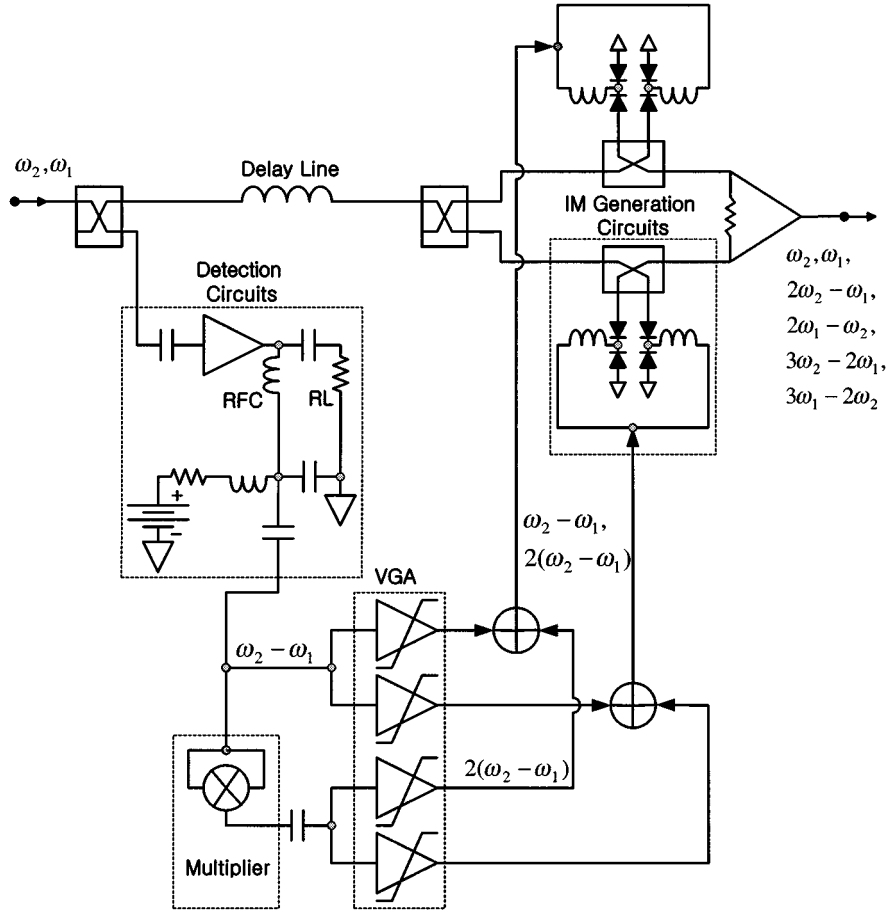 ω₂,ω₁
Delay Line
IM Generation
Circuits
ω₂,ω₁,
2ω₂ − ω₁,
2ω₁ − ω₂,
3ω₂ − 2ω₁,
3ω₁ − 2ω₂
Detection
Circuits
RFC
RL
+
−
ω₂ − ω₁,
2(ω₂ − ω₁)
VGA
ω₂ − ω₁
2(ω₂ − ω₁)
Multiplier